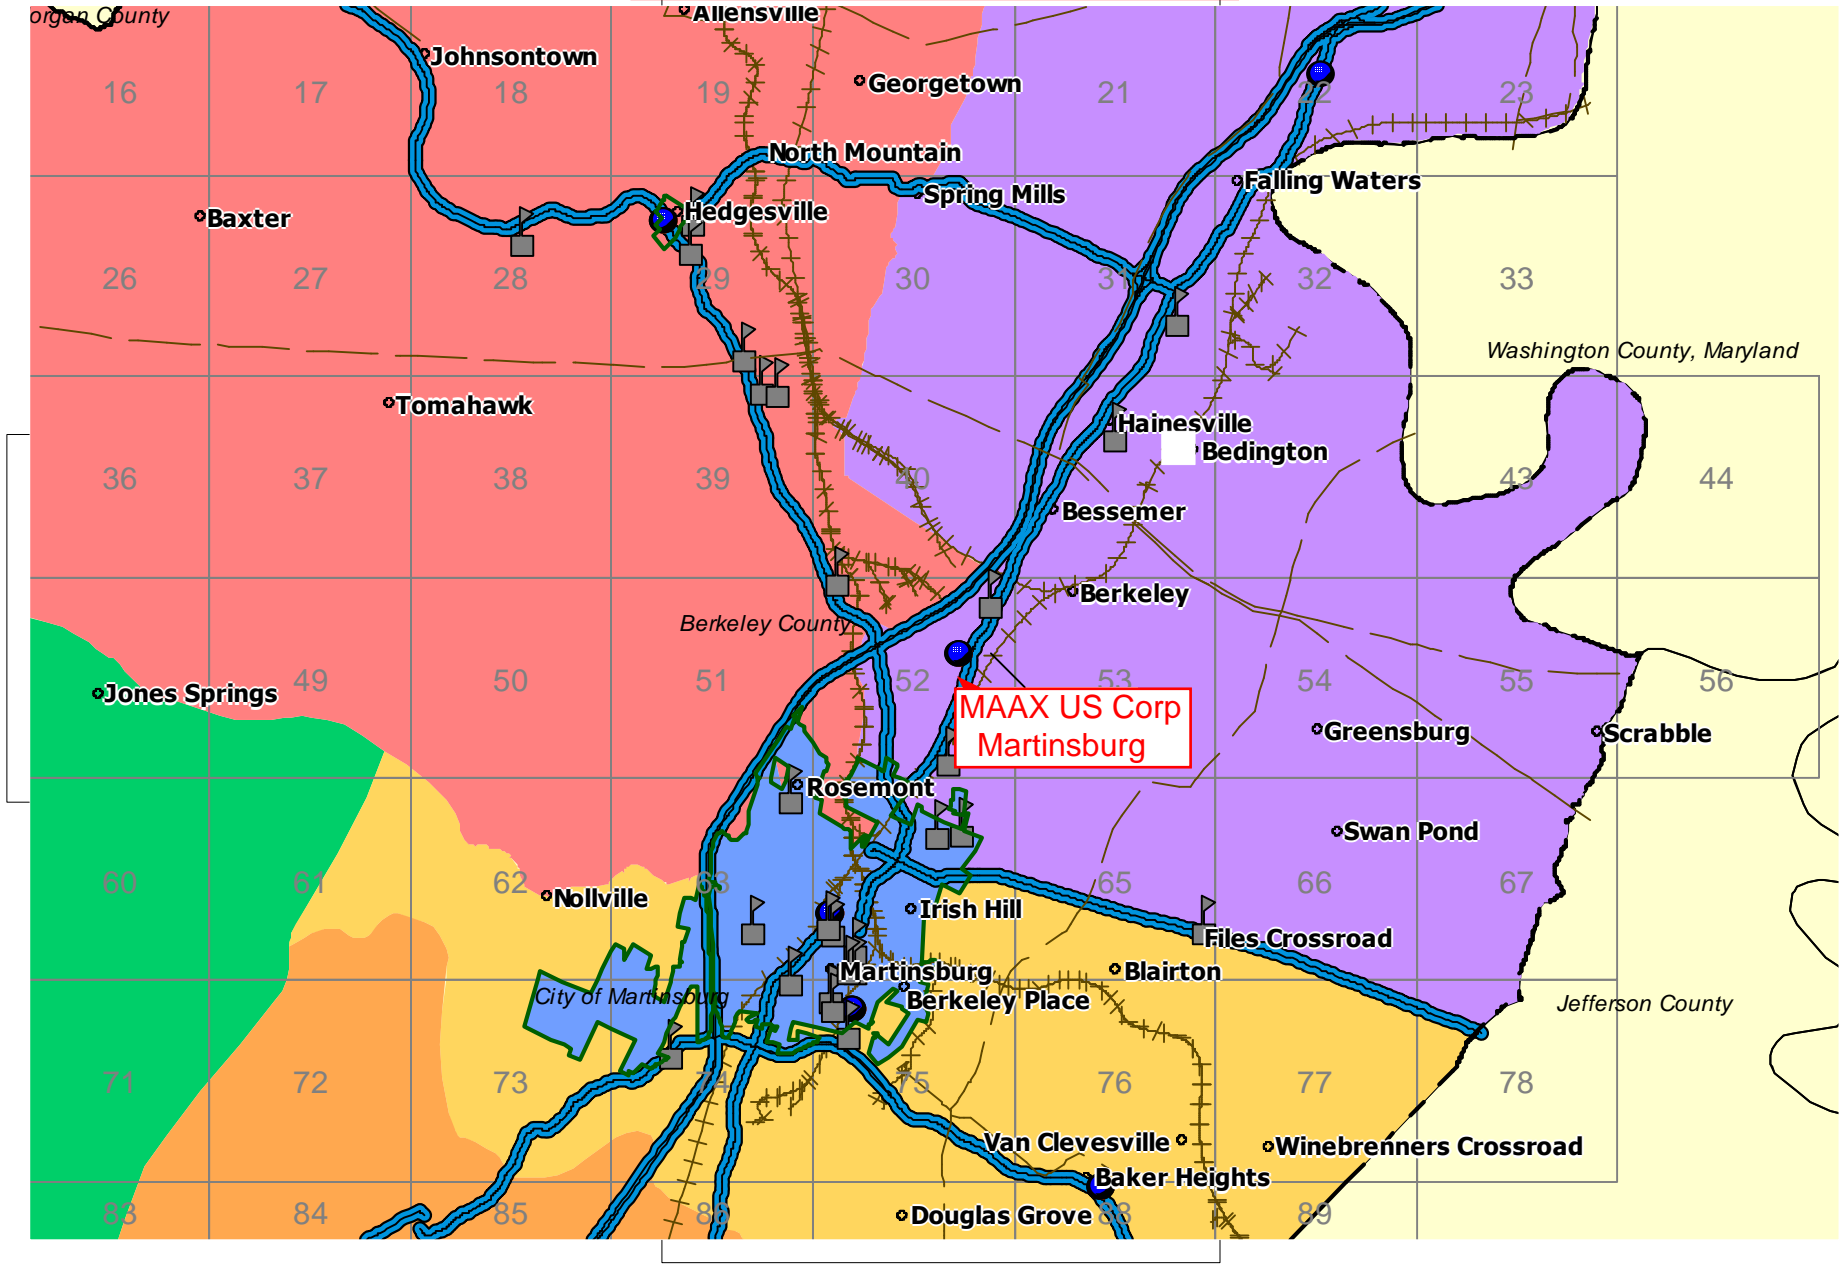 organ County
Allensville
Johnsontown
Georgetown
16
17
18
19
21
22
23
North Mountain
Falling Waters
Spring Mills
Baxter
Hedgesville
26
27
28
29
30
31
32
33
Washington County, Maryland
Tomahawk
Hainesville
Bedington
36
37
38
39
40
43
44
Bessemer
Berkeley
Berkeley County
Jones Springs
49
50
51
52
53
54
55
56
MAAX US Corp
Martinsburg
Greensburg
Scrabble
Rosemont
Swan Pond
60
61
62
63
65
66
67
Nollville
Irish Hill
Files Crossroad
Martinsburg
Blairton
City of Martinsburg
Berkeley Place
Jefferson County
71
72
73
74
75
76
77
78
Van Clevesville
Winebrenners Crossroad
Baker Heights
83
84
85
86
Douglas Grove
88
89